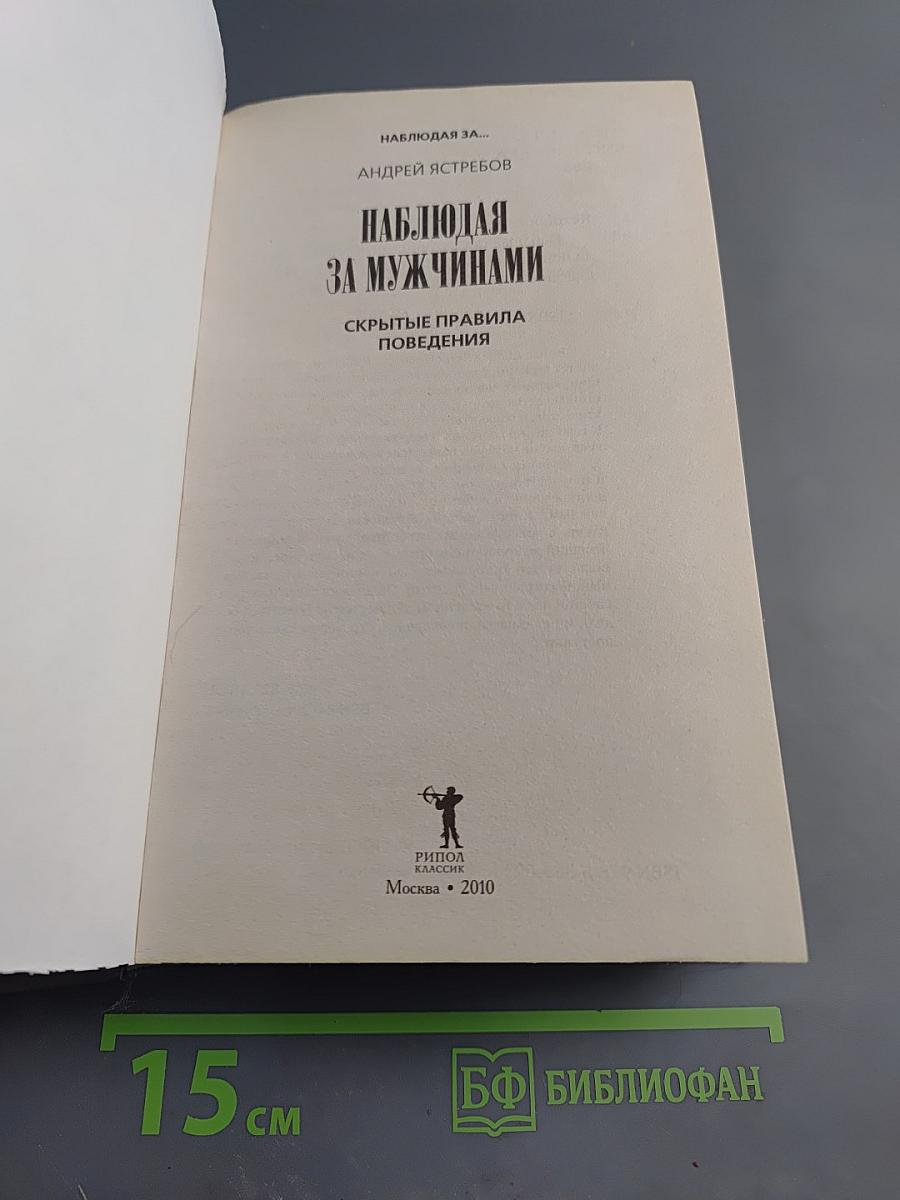 НАБЛЮДАЯ ЗА...
АНДРЕЙ ЯСТРЕБОВ
НАБЛЮДАЯ
ЗА МУЖЧИНАМИ
СКРЫТЫЕ ПРАВИЛА
ПОВЕДЕНИЯ
РИПОЛ
КЛАССИК
Москва • 2010
15 СМ
БФ БИБЛИОФАН